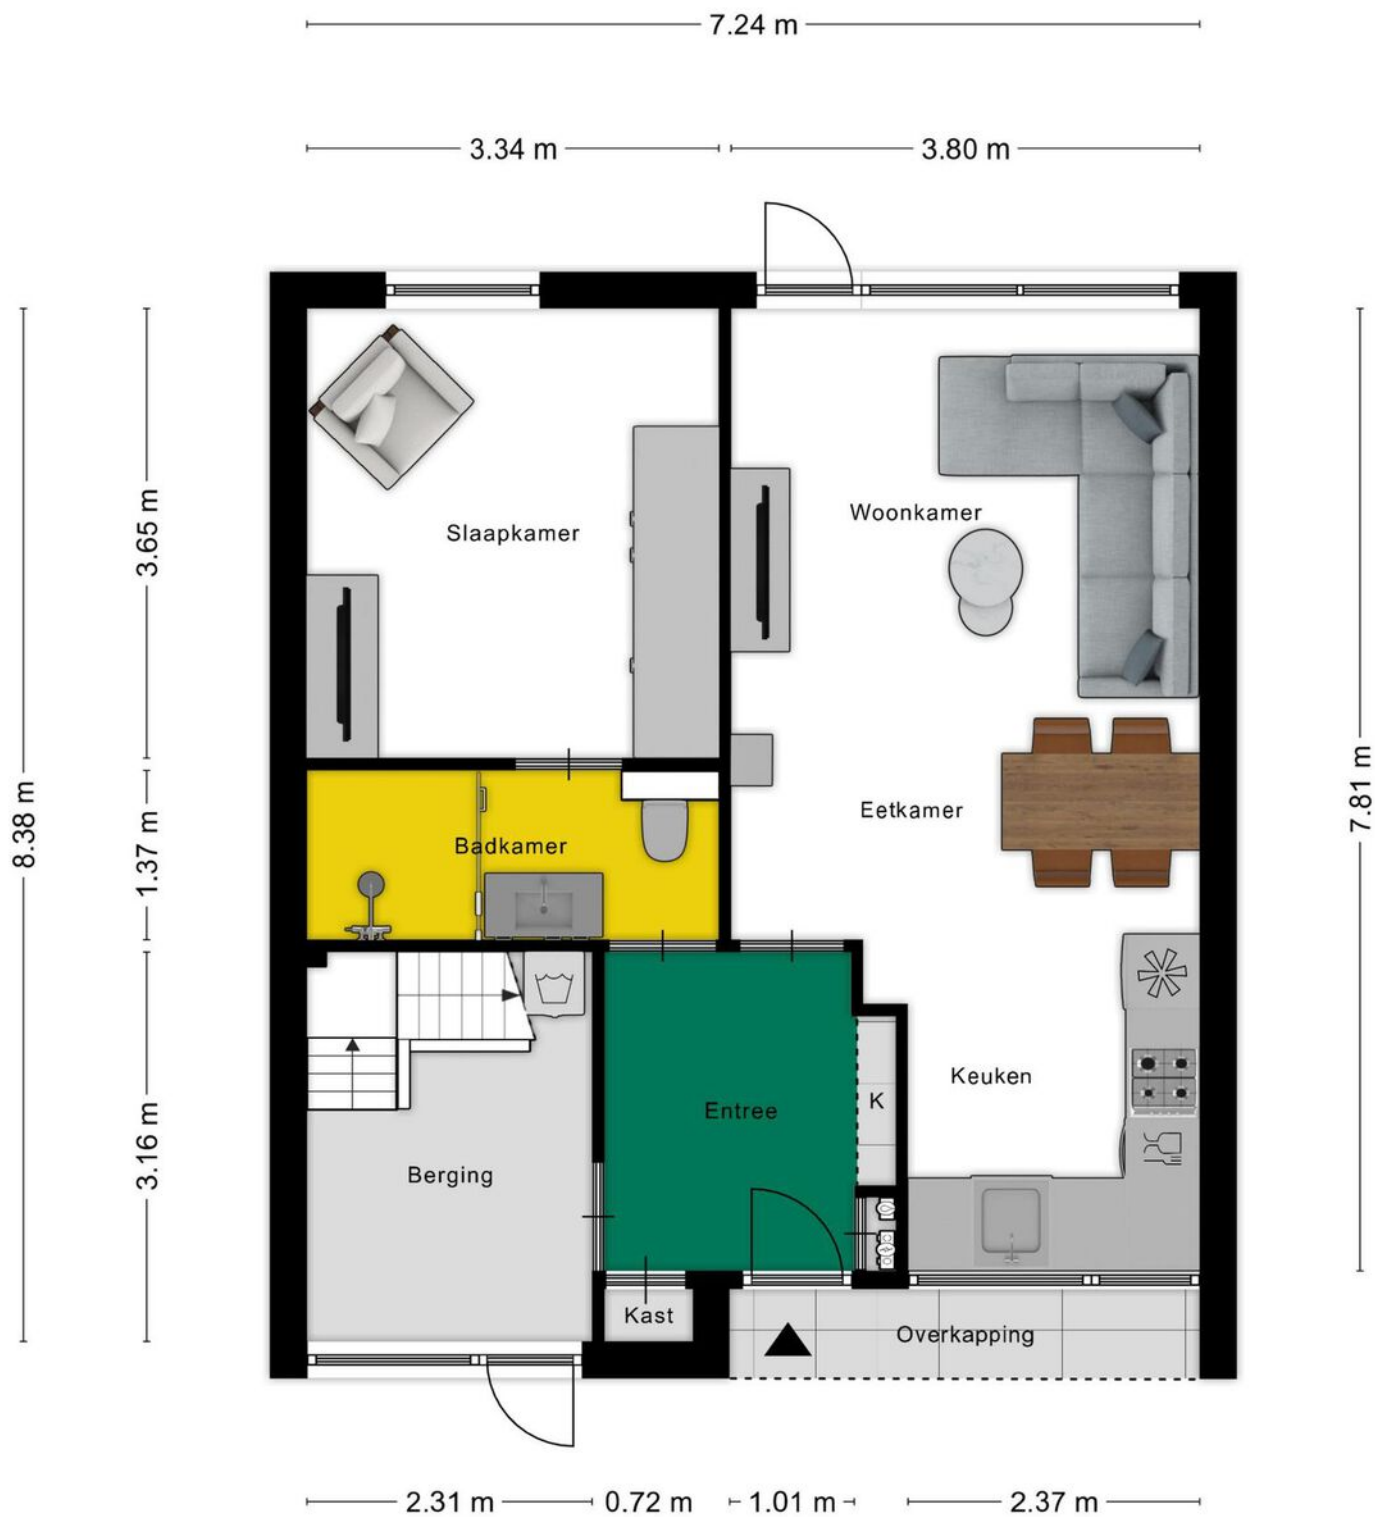 7.24 m
3.34 m
3.80 m
Slaapkamer
Woonkamer
3.65 m
8.38 m
1.37 m
7.81 m
Eetkamer
Badkamer
Keuken
K
Entree
3.16 m
Berging
Kast
Overkapping
2.31 m
0.72 m
1.01 m
2.37 m